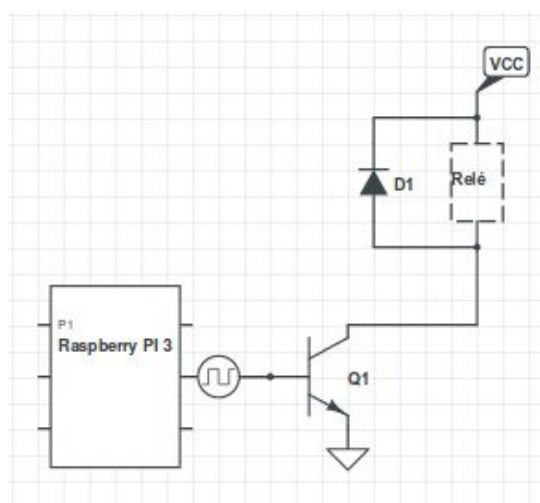 VCC
D1
Relé
P1
Raspberry PI 3
Q1